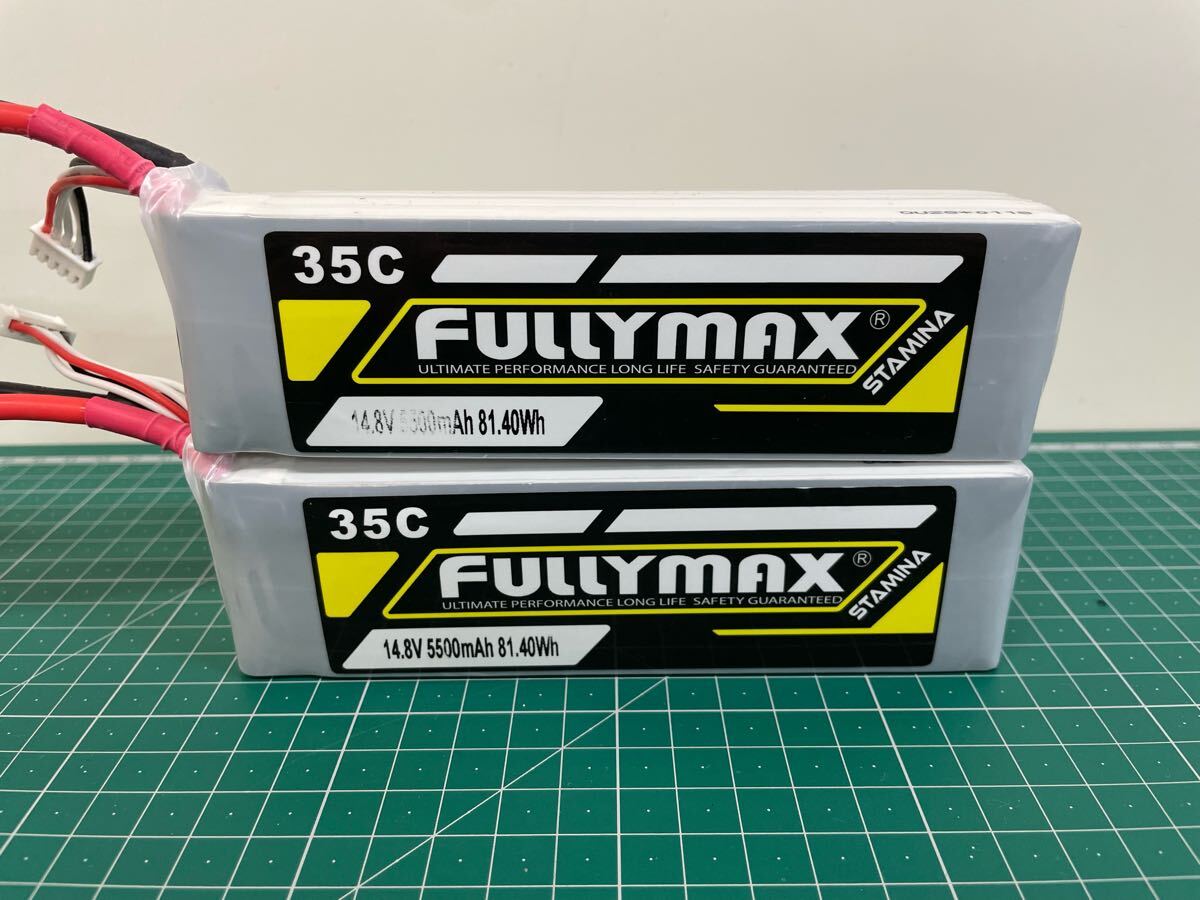 35C
FULLYMAX®
ULTIMATE PERFORMANCE LONG LIFE SAFETY GUARANTEED
STAMINA
14.8V 81.40Wh
35C
FULLYMAX®
ULTIMATE PERFORMANCE LONG LIFE SAFETY GUARANTEED
STAMINA
14.8V 5500mAh 81.40Wh